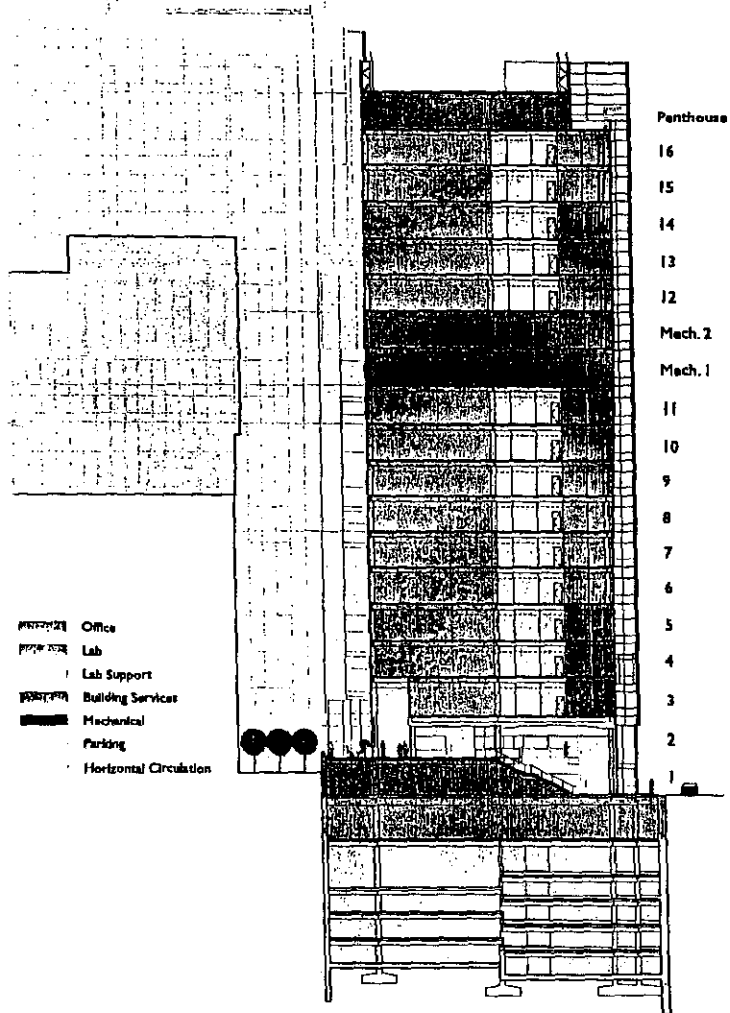 Penthouse
16
15
14
13
12
Mech. 2
Mech. 1
11
10
9
8
7
6
5
4
3
2
1
Office
Lab
Lab Support
Building Services
Mechanical
Parking
Horizontal Circulation